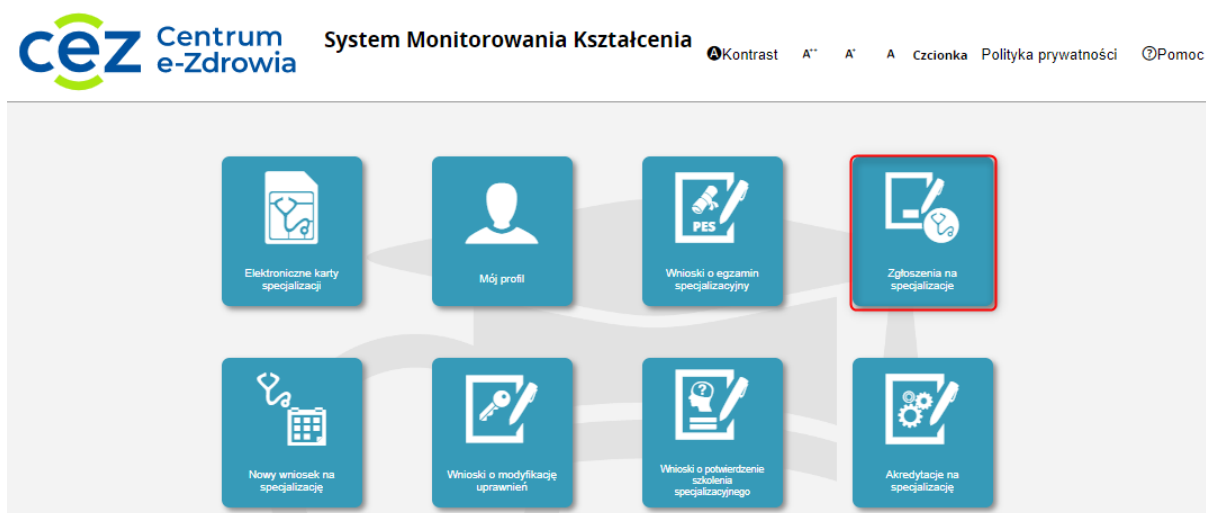 cez Centrum
e-Zdrowia
System Monitorowania Kształcenia
A Kontrast A++ A+ A Czcionka Polityka prywatności ?Pomoc
Elektroniczne karty
specjalizacji
Mój profil
PES
Wnioski o egzamin
specjalizacyjny
Zgłoszenia na
specjalizacje
Nowy wniosek na
specjalizację
Wnioski o modyfikację
uprawnień
?
Wnioski o potwierdzenie
szkolenia
specjalizacyjnego
Akredytacje na
specjalizację